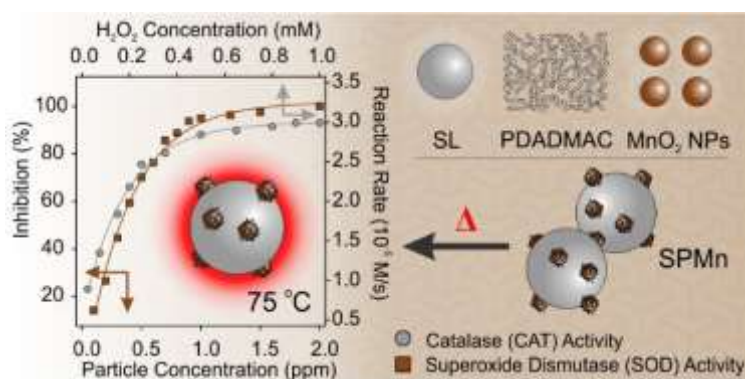 H₂O₂ Concentration (mM)
0.0 0.2 0.4 0.6 0.8 1.0
100
80
60
40
20
Inhibition (%)
3.5
3.0
2.5
2.0
1.5
1.0
0.5
Reaction Rate (10⁻⁶ M/s)
75 °C
0.0 0.5 1.0 1.5 2.0
Particle Concentration (ppm)
SL PDADMAC MnO₂ NPs
Δ
SPMn
Catalase (CAT) Activity
Superoxide Dismutase (SOD) Activity